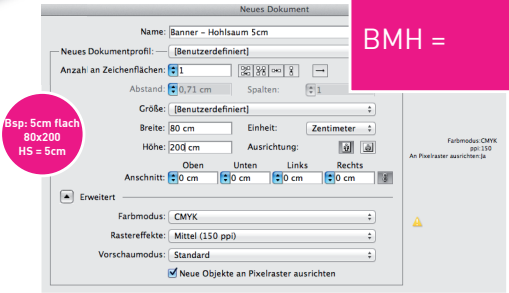 Neues Dokument
BMH =
Name: Banner - Hohlsaum 5cm
Neues Dokumentprofil: [Benutzerdefiniert]
Anzahl an Zeichenflächen: 1
Abstand: 0,71 cm Spalten: 1
Größe: [Benutzerdefiniert]
Breite: 80 cm Einheit: Zentimeter
Höhe: 200 cm Ausrichtung:
Oben Unten Links Rechts
Anschnitt: 0 cm 0 cm 0 cm 0 cm
Erweitert
Farbmodus: CMYK
Rastereffekte: Mittel (150 ppi)
Vorschaumodus: Standard
Neue Objekte an Pixelraster ausrichten
Bsp: 5cm flach
80x200
HS = 5cm
Farbmodus:CMYK
ppi:150
An Pixelraster ausrichten:Ja